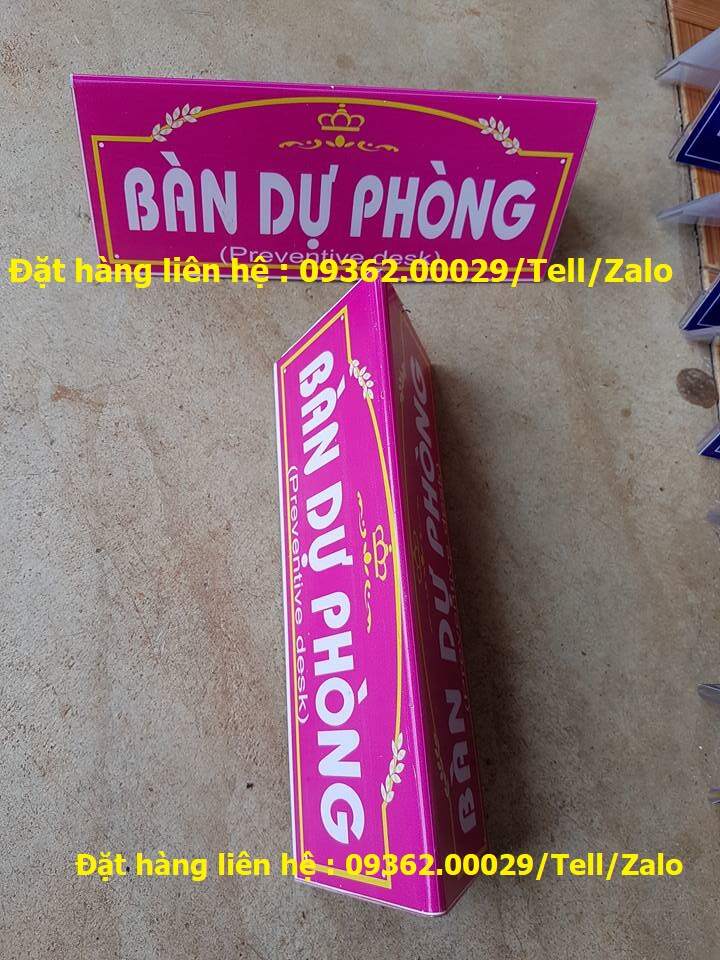 BÀN DỰ PHÒNG
(Preventive desk)
Đặt hàng liên hệ : 09362.00029/Tell/Zalo
BÀN DỰ PHÒNG
(Preventive desk)
BÀN DỰ PHÒNG
Đặt hàng liên hệ : 09362.00029/Tell/Zalo